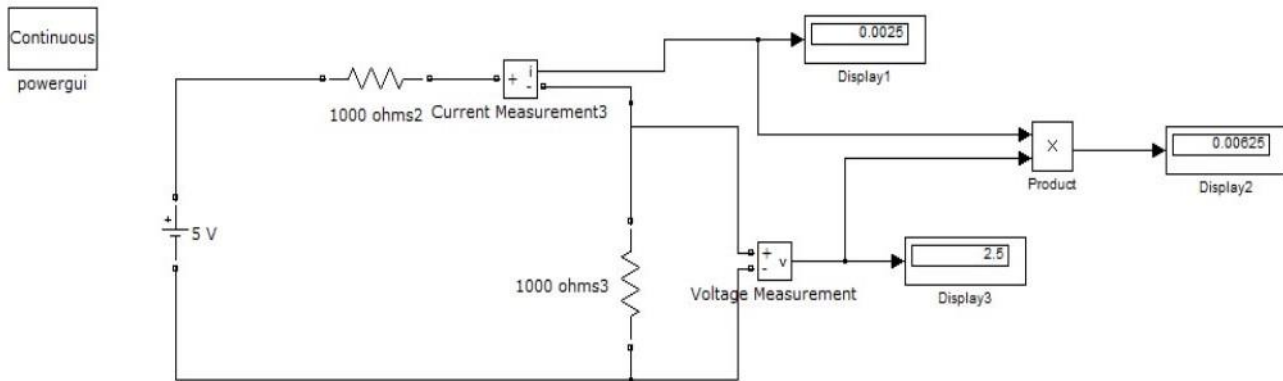 Continuous
powergui
1000 ohms2
+
i
-
Current Measurement3
0.0025
Display1
X
Product
0.00625
Display2
+
5 V
1000 ohms3
+
-
v
Voltage Measurement
2.5
Display3